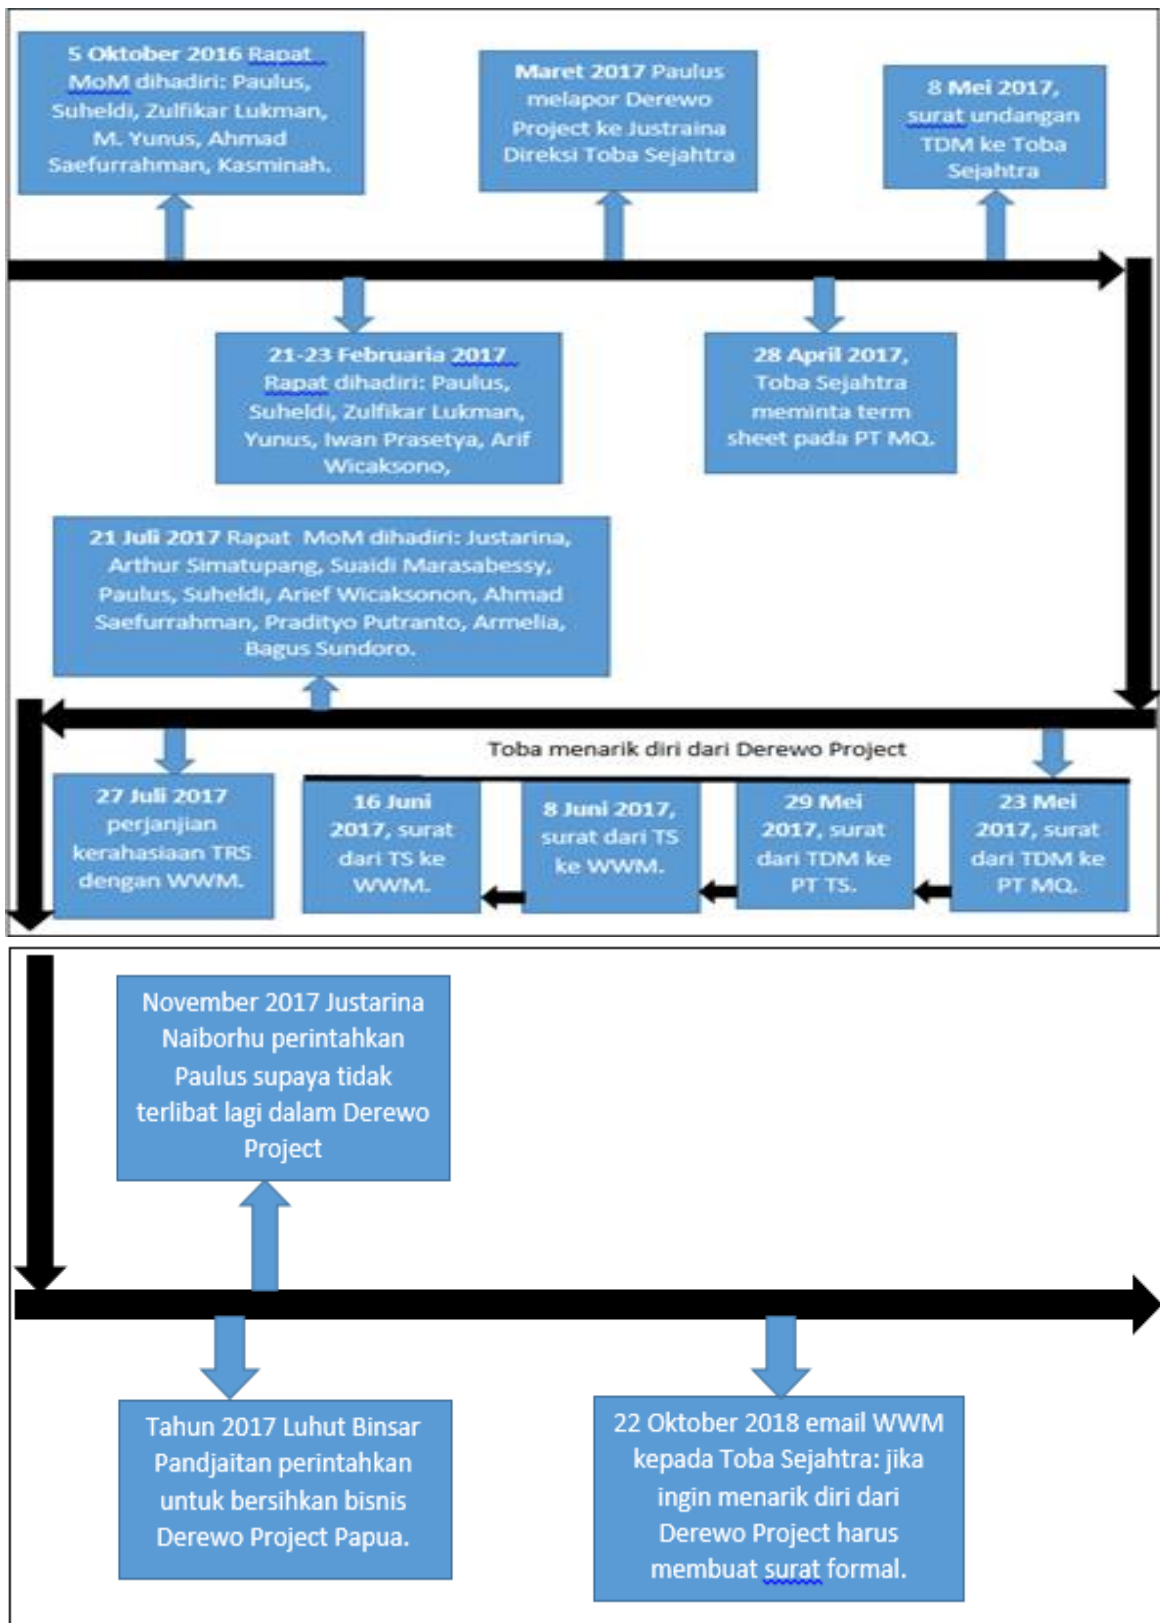 5 Oktober 2016 Rapat
MoM dihadiri: Paulus,
Suheldi, Zulfikar Lukman,
M. Yunus, Ahmad
Saefurrahman, Kasminah.
Maret 2017 Paulus
melapor Derewo
Project ke Justraina
Direksi Toba Sejahtra
8 Mei 2017,
surat undangan
TDM ke Toba
Sejahtra
21-23 Februaria 2017
Rapat dihadiri: Paulus,
Suheldi, Zulfikar Lukman,
Yunus, Iwan Prasetya, Arif
Wicaksono,
28 April 2017,
Toba Sejahtra
meminta term
sheet pada PT MQ.
21 Juli 2017 Rapat MoM dihadiri: Justarina,
Arthur Simatupang, Suaidi Marasabessy,
Paulus, Suheldi, Arief Wicaksonon, Ahmad
Saefurrahman, Pradityo Putranto, Armelia,
Bagus Sundoro.
Toba menarik diri dari Derewo Project
23 Mei
2017, surat
dari TDM ke
PT MQ.
29 Mei
2017, surat
dari TDM ke
PT TS.
8 Juni 2017,
surat dari TS
ke WWM.
16 Juni
2017, surat
dari TS ke
WWM.
27 Juli 2017
perjanjian
kerahasiaan TRS
dengan WWM.
November 2017 Justarina
Naiborhu perintahkan
Paulus supaya tidak
terlibat lagi dalam Derewo
Project
Tahun 2017 Luhut Binsar
Pandjaitan perintahkan
untuk bersihkan bisnis
Derewo Project Papua.
22 Oktober 2018 email WWM
kepada Toba Sejahtra: jika
ingin menarik diri dari
Derewo Project harus
membuat surat formal.